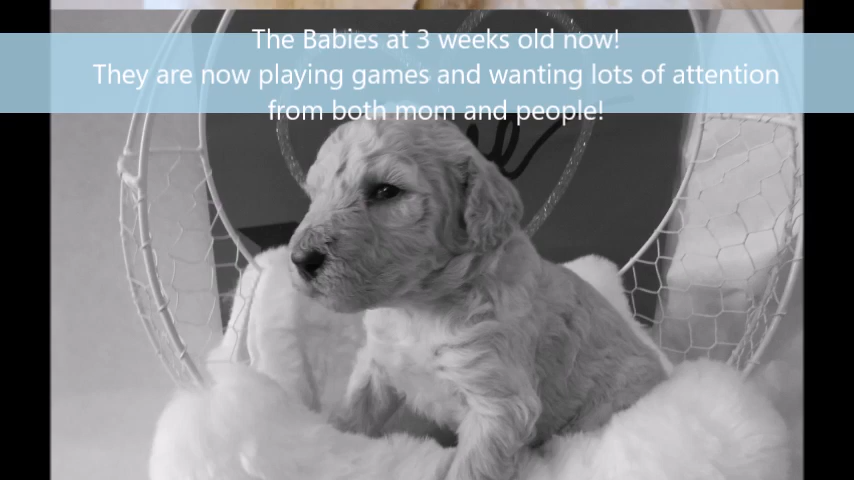 The Babies at 3 weeks old now!
They are now playing games and wanting lots of attention
from both mom and people!